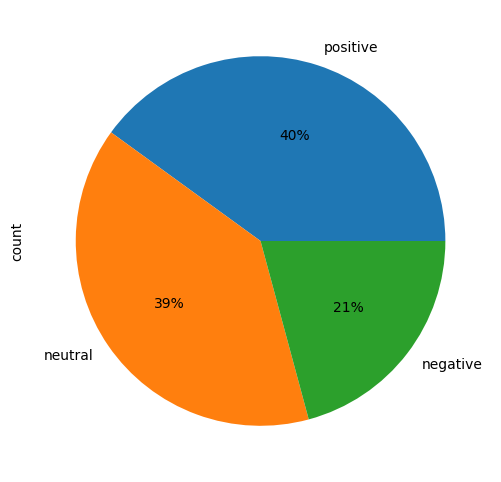 positive
40%
count
39%
21%
neutral
negative